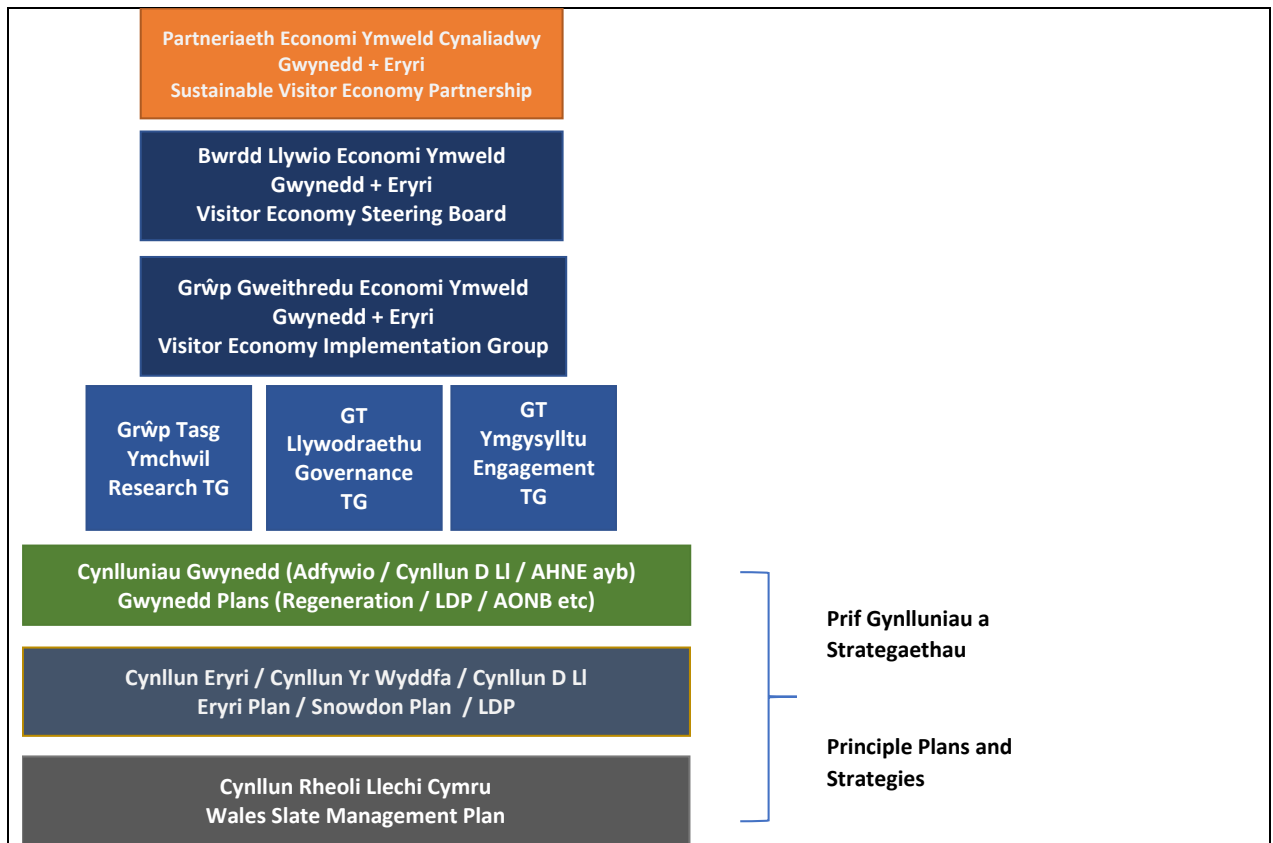 Partneriaeth Economi Ymweld Cynaliadwy
Gwynedd + Eryri
Sustainable Visitor Economy Partnership
Bwrdd Llywio Economi Ymweld
Gwynedd + Eryri
Visitor Economy Steering Board
Grŵp Gweithredu Economi Ymweld
Gwynedd + Eryri
Visitor Economy Implementation Group
Grŵp Tasg
Ymchwil
Research TG
GT
Llywodraethu
Governance
TG
GT
Ymgysylltu
Engagement
TG
Cynlluniau Gwynedd (Adfywio / Cynllun D Ll / AHNE ayb)
Gwynedd Plans (Regeneration / LDP / AONB etc)
Cynllun Eryri / Cynllun Yr Wyddfa / Cynllun D Ll
Eryri Plan / Snowdon Plan / LDP
Cynllun Rheoli Llechi Cymru
Wales Slate Management Plan
Prif Gynlluniau a
Strategaethau
Principle Plans and
Strategies